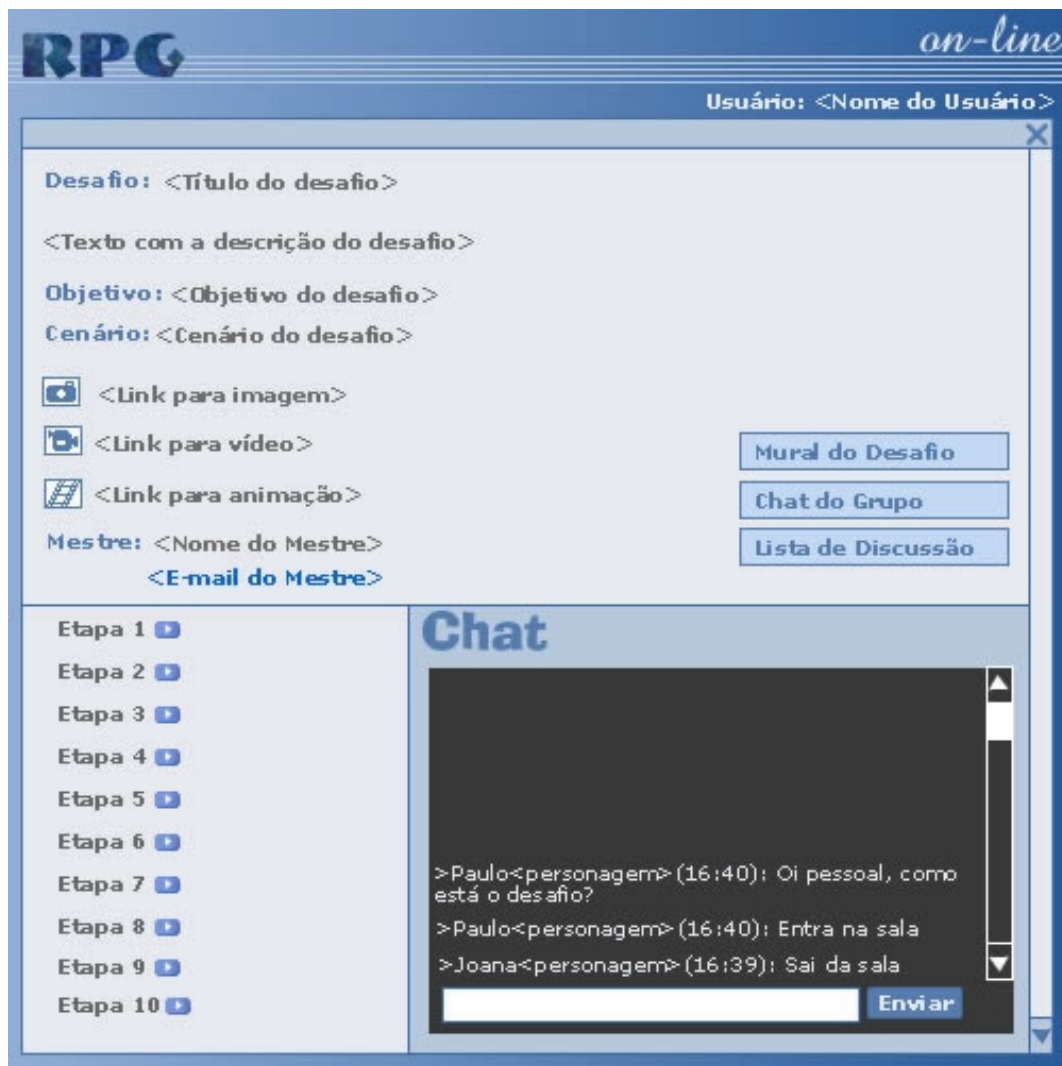 RPG
on-line
Usuário: <Nome do Usuário>
Desafio: <Título do desafio>
<Texto com a descrição do desafio>
Objetivo: <Objetivo do desafio>
Cenário: <Cenário do desafio>
<Link para imagem>
<Link para vídeo>
<Link para animação>
Mestre: <Nome do Mestre>
<E-mail do Mestre>
Mural do Desafio
Chat do Grupo
Lista de Discussão
Etapa 1
Etapa 2
Etapa 3
Etapa 4
Etapa 5
Etapa 6
Etapa 7
Etapa 8
Etapa 9
Etapa 10
Chat
>Paulo<personagem>(16:40): Oi pessoal, como
está o desafio?
>Paulo<personagem>(16:40): Entra na sala
>Joana<personagem>(16:39): Sai da sala
Enviar